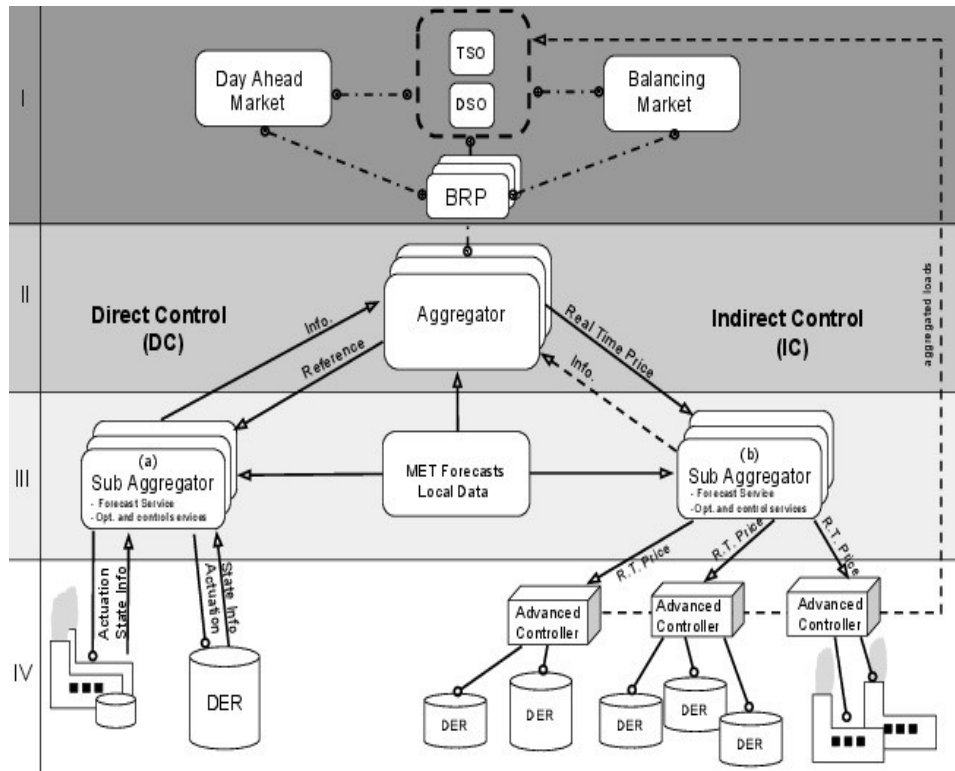 I
Day Ahead
Market
TSO
DSO
Balancing
Market
BRP
II
Direct Control
(DC)
Info.
Reference
Aggregator
Real Time Price
Info.
Indirect Control
(IC)
aggregated loads
III
(a)
Sub Aggregator
- Forecast Service
- Opt. and control services
MET Forecasts
Local Data
(b)
Sub Aggregator
- Forecast Service
- Opt. and control services
IV
Actuation
State Info
Actuation
State Info
R.T. Price
R.T. Price
R.T. Price
Advanced
Controller
Advanced
Controller
Advanced
Controller
DER
DER
DER
DER
DER
DER